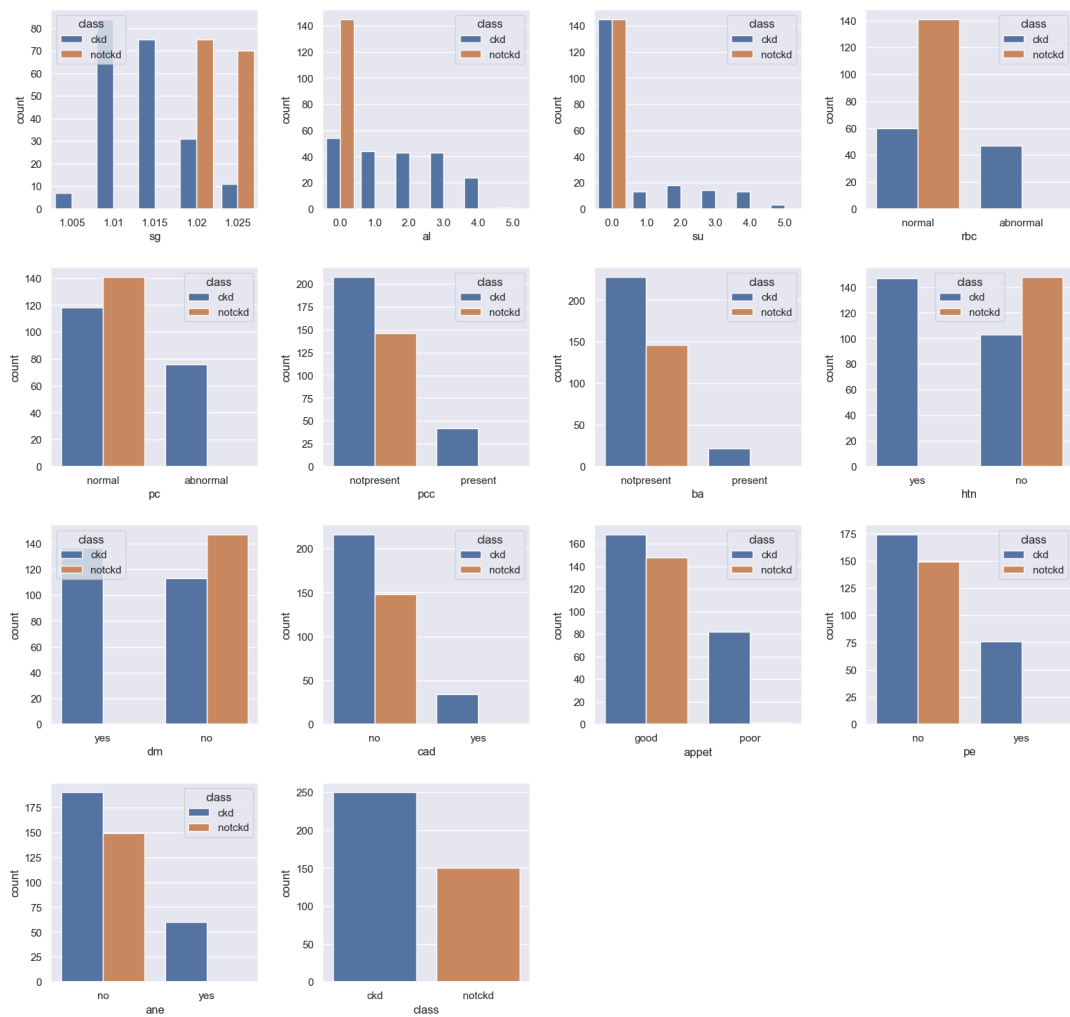 class
ckd
notckd
80
70
60
50
40
30
20
10
0
count
1.005 1.01 1.015 1.02 1.025
sg
class
ckd
notckd
140
120
100
80
60
40
20
0
count
0.0 1.0 2.0 3.0 4.0 5.0
al
class
ckd
notckd
140
120
100
80
60
40
20
0
count
0.0 1.0 2.0 3.0 4.0 5.0
su
class
ckd
notckd
140
120
100
80
60
40
20
0
count
normal abnormal
rbc
class
ckd
notckd
140
120
100
80
60
40
20
0
count
normal abnormal
pc
class
ckd
notckd
200
175
150
125
100
75
50
25
0
count
notpresent present
pcc
class
ckd
notckd
200
150
100
50
0
count
notpresent present
ba
class
ckd
notckd
140
120
100
80
60
40
20
0
count
yes no
htn
class
ckd
notckd
140
120
100
80
60
40
20
0
count
yes no
dm
class
ckd
notckd
200
150
100
50
0
count
no yes
cad
class
ckd
notckd
160
140
120
100
80
60
40
20
0
count
good poor
appet
class
ckd
notckd
175
150
125
100
75
50
25
0
count
no yes
pe
class
ckd
notckd
175
150
125
100
75
50
25
0
count
no yes
ane
250
200
150
100
50
0
count
ckd notckd
class